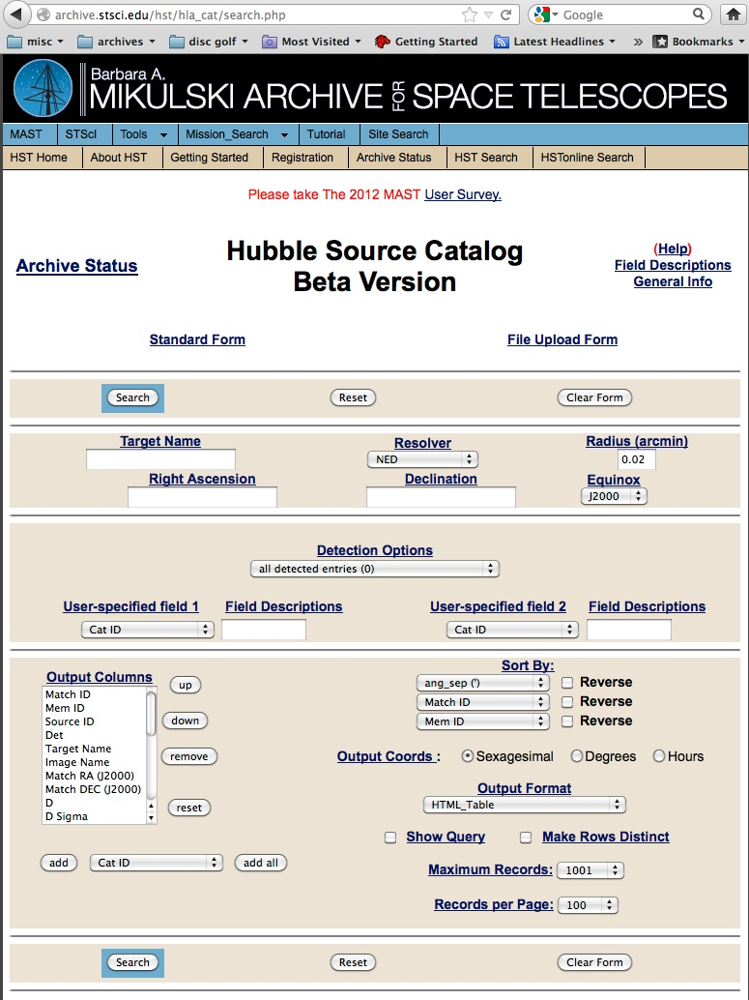 archive.stsci.edu/hst/hla_cat/search.php
Google
misc
archives
disc golf
Most Visited
Getting Started
Latest Headlines
»
Bookmarks
Barbara A.
MIKULSKI ARCHIVE FOR SPACE TELESCOPES
MAST STScI Tools Mission_Search Tutorial Site Search
HST Home About HST Getting Started Registration Archive Status HST Search HSTonline Search
Please take The 2012 MAST User Survey.
Archive Status
Hubble Source Catalog
Beta Version
(Help)
Field Descriptions
General Info
Standard Form File Upload Form
Search Reset Clear Form
Target Name Resolver Radius (arcmin)
NED 0.02
Right Ascension Declination Equinox
J2000
Detection Options
all detected entries (0)
User-specified field 1 Field Descriptions User-specified field 2 Field Descriptions
Cat ID Cat ID
Output Columns
Match ID
Mem ID
Source ID
Det
Target Name
Image Name
Match RA (J2000)
Match DEC (J2000)
D
D Sigma
up
down
remove
reset
add Cat ID add all
Sort By:
ang_sep (') Reverse
Match ID Reverse
Mem ID Reverse
Output Coords : Sexagesimal Degrees Hours
Output Format
HTML_Table
Show Query Make Rows Distinct
Maximum Records: 1001
Records per Page: 100
Search Reset Clear Form